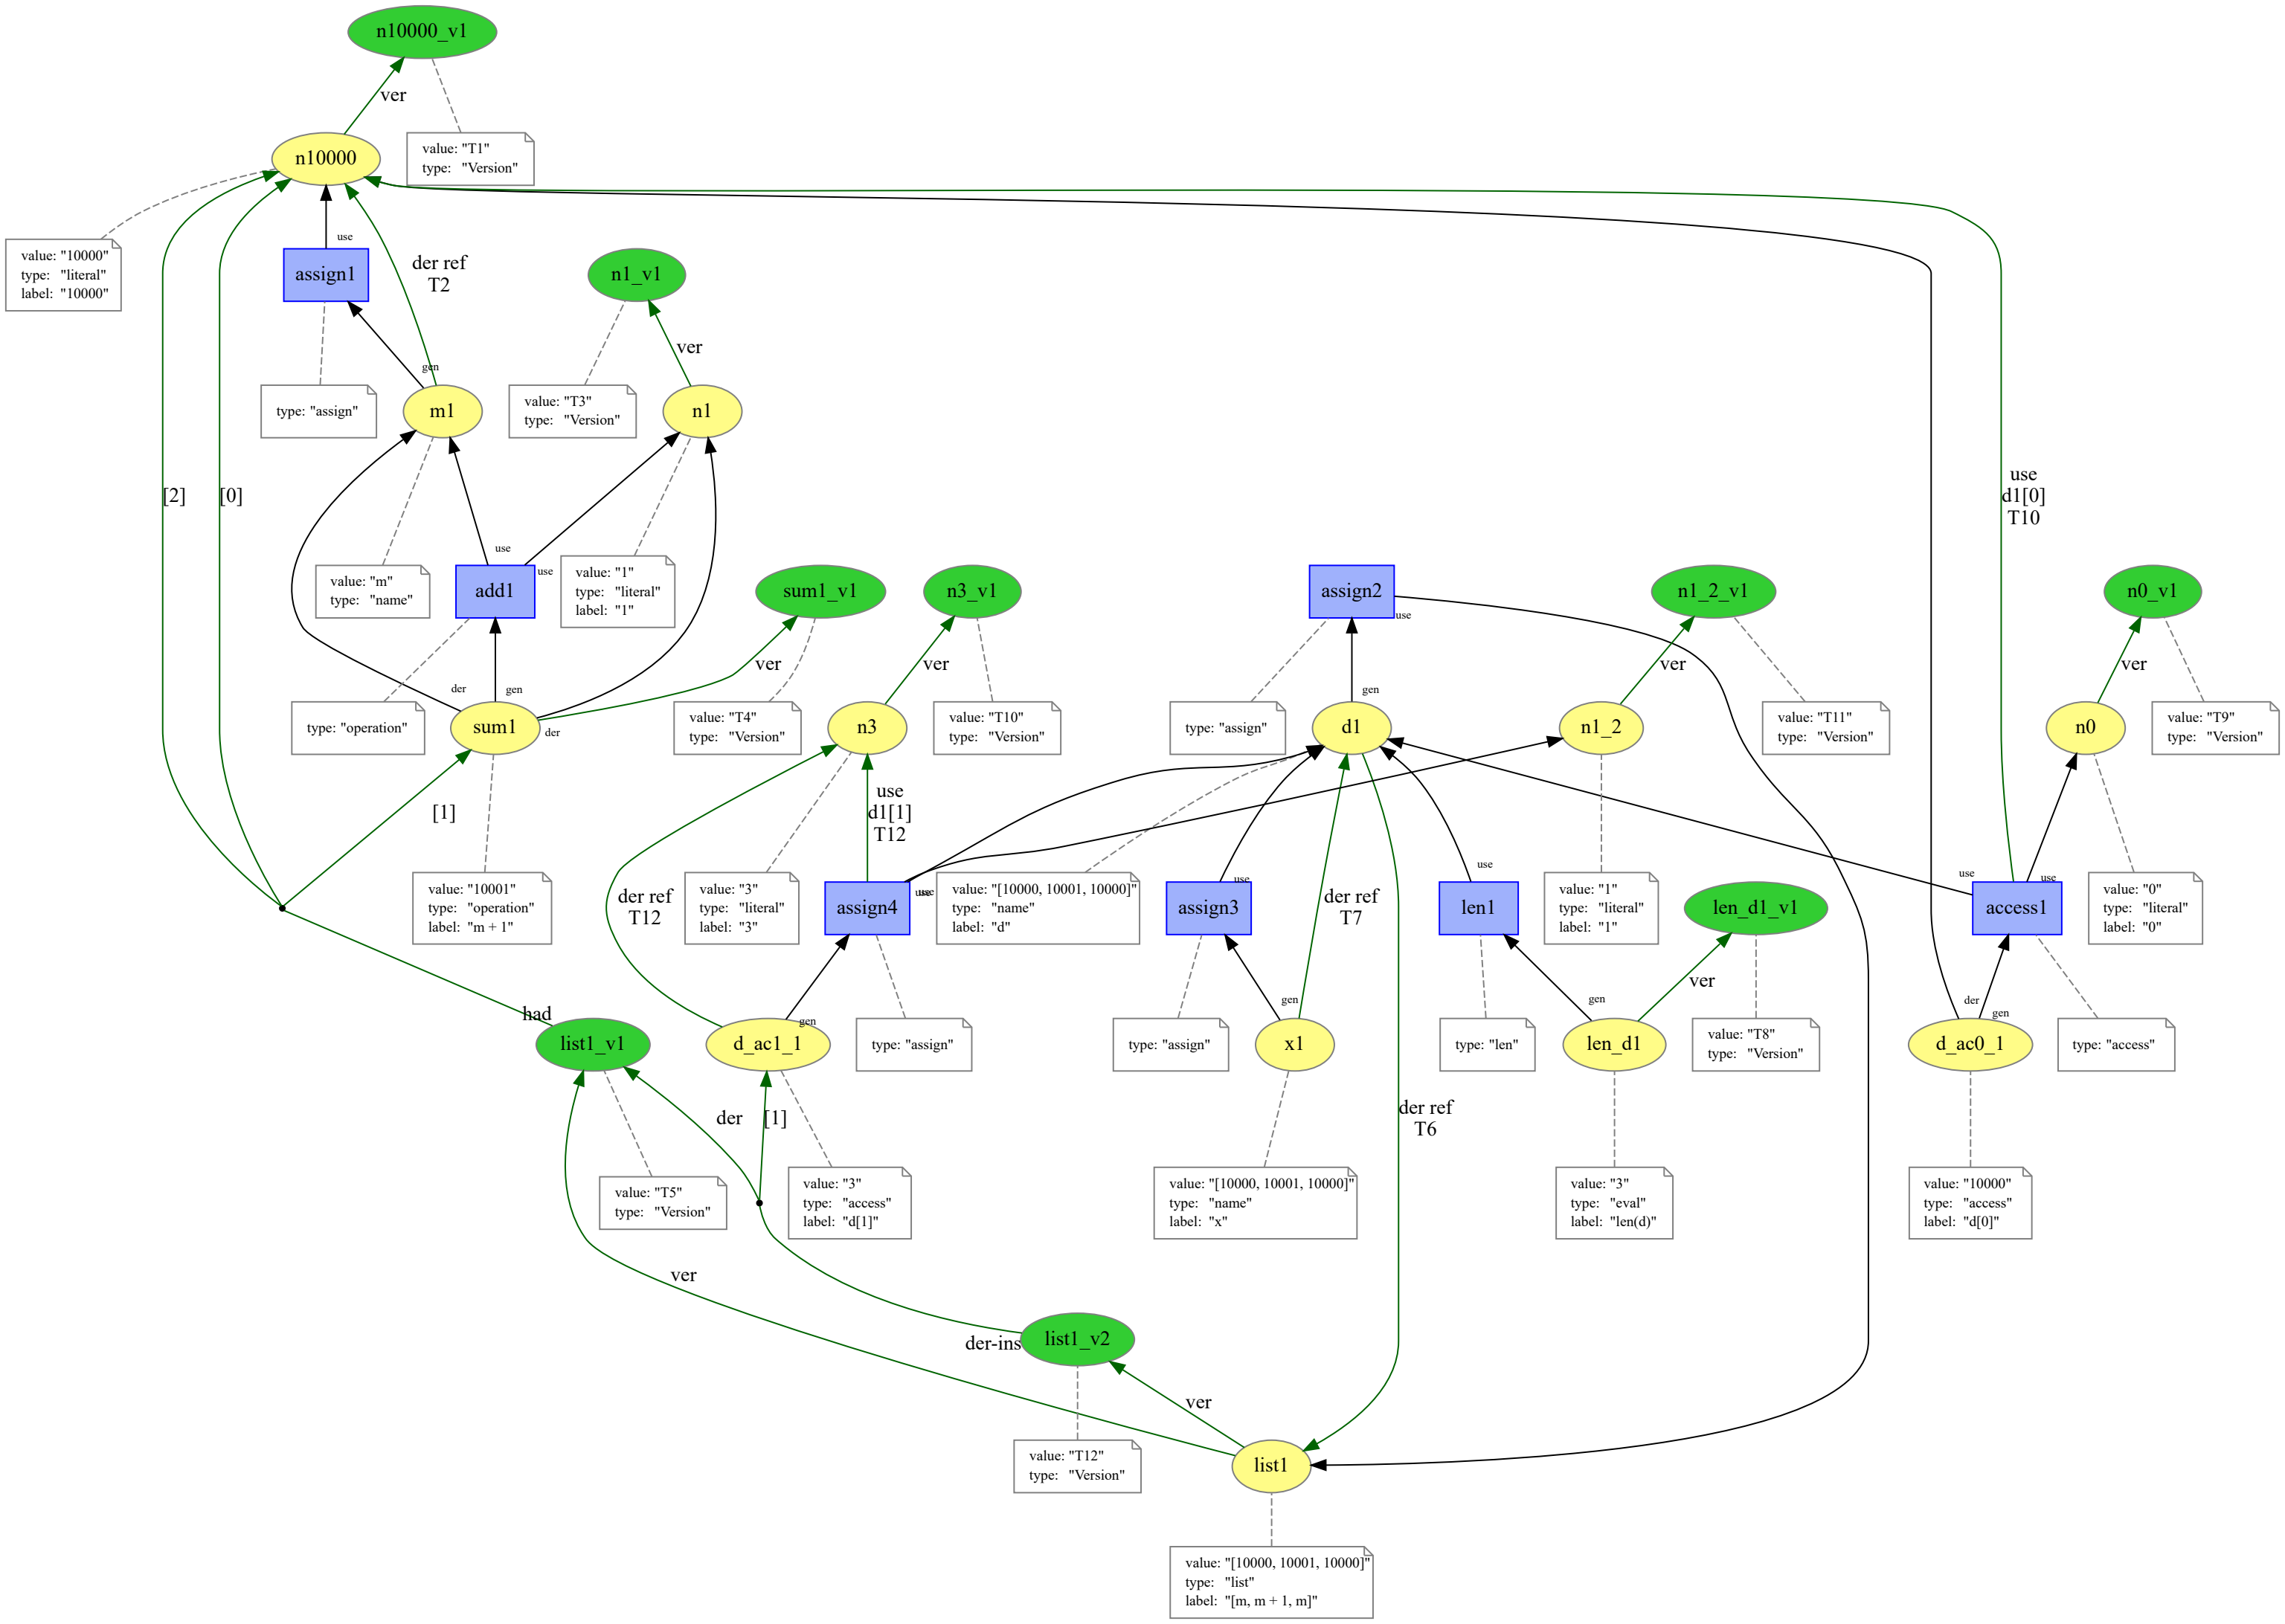 n10000_v1
ver
n10000
value: "T1"
type: "Version"
value: "10000"
type: "literal"
label: "10000"
use
assign1
der ref
T2
n1_v1
ver
gen
type: "assign"
m1
value: "T3"
type: "Version"
n1
[2]
[0]
use
d1[0]
T10
use
use
value: "m"
type: "name"
add1
value: "1"
type: "literal"
label: "1"
sum1_v1
n3_v1
assign2
use
n1_2_v1
n0_v1
ver
ver
ver
ver
der
gen
gen
type: "operation"
sum1
der
value: "T4"
type: "Version"
n3
value: "T10"
type: "Version"
type: "assign"
d1
n1_2
value: "T11"
type: "Version"
n0
value: "T9"
type: "Version"
[1]
use
d1[1]
T12
use
use
use
use
use
use
value: "10001"
type: "operation"
label: "m + 1"
der ref
T12
value: "3"
type: "literal"
label: "3"
assign4
value: "[10000, 10001, 10000]"
type: "name"
label: "d"
assign3
der ref
T7
len1
value: "1"
type: "literal"
label: "1"
len_d1_v1
access1
value: "0"
type: "literal"
label: "0"
ver
had
gen
gen
gen
der
gen
list1_v1
d_ac1_1
type: "assign"
type: "assign"
x1
type: "len"
len_d1
value: "T8"
type: "Version"
d_ac0_1
type: "access"
der
[1]
der ref
T6
value: "T5"
type: "Version"
value: "3"
type: "access"
label: "d[1]"
value: "[10000, 10001, 10000]"
type: "name"
label: "x"
value: "3"
type: "eval"
label: "len(d)"
value: "10000"
type: "access"
label: "d[0]"
ver
der-ins
list1_v2
ver
value: "T12"
type: "Version"
list1
value: "[10000, 10001, 10000]"
type: "list"
label: "[m, m + 1, m]"